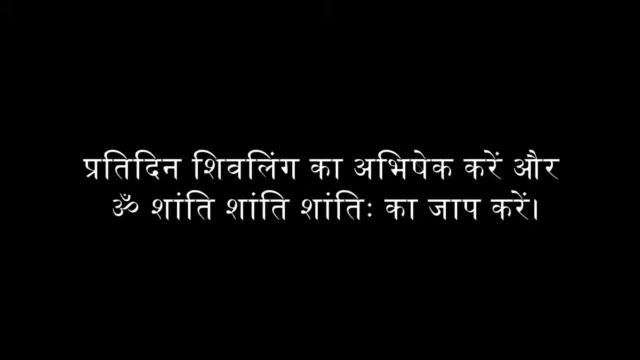 प्रतिदिन शिवलिंग का अभिषेक करें और
ॐ शांति शांति शांतिः का जाप करें।